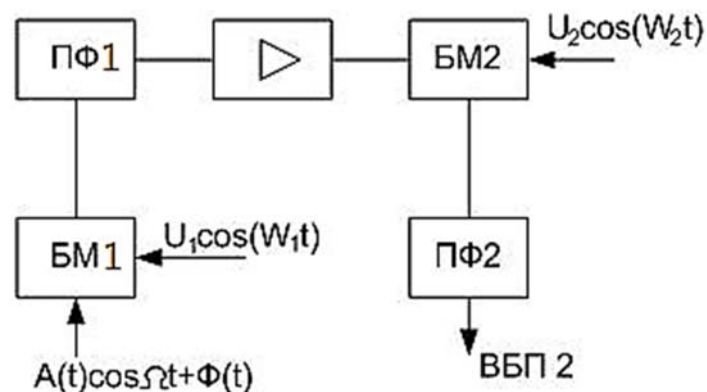 ПФ1
БМ2
U₂cos(W₂t)
БМ1
U₁cos(W₁t)
ПФ2
A(t)cosΩt+Ф(t)
ВБП 2